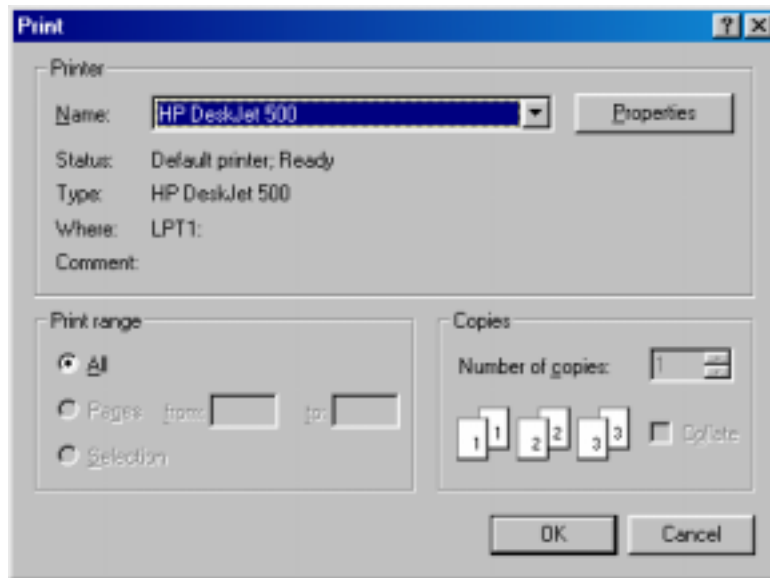 Print
Printer
Name: HP DeskJet 500 Properties
Status: Default printer; Ready
Type: HP DeskJet 500
Where: LPT1:
Comment:
Print range
All
Pages from: to:
Selection
Copies
Number of copies: 1
1 1 2 2 3 3 Collate
OK Cancel